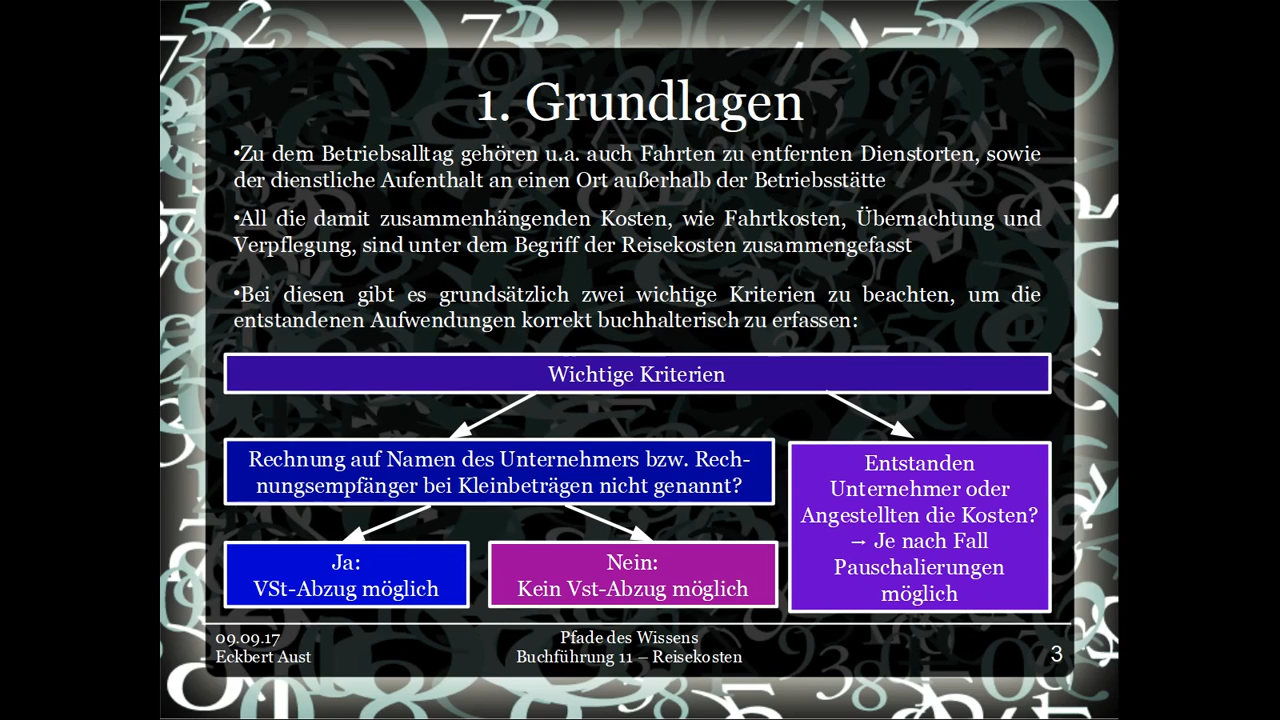 1. Grundlagen
•Zu dem Betriebsalltag gehören u.a. auch Fahrten zu entfernten Dienstorten, sowie
der dienstliche Aufenthalt an einen Ort außerhalb der Betriebsstätte
•All die damit zusammenhängenden Kosten, wie Fahrtkosten, Übernachtung und
Verpflegung, sind unter dem Begriff der Reisekosten zusammengefasst
•Bei diesen gibt es grundsätzlich zwei wichtige Kriterien zu beachten, um die
entstandenen Aufwendungen korrekt buchhalterisch zu erfassen:
Wichtige Kriterien
Rechnung auf Namen des Unternehmers bzw. Rech-
nungsempfänger bei Kleinbeträgen nicht genannt?
Ja:
VSt-Abzug möglich
Nein:
Kein Vst-Abzug möglich
Entstanden
Unternehmer oder
Angestellten die Kosten?
→ Je nach Fall
Pauschalierungen
möglich
09.09.17
Eckbert Aust
Pfade des Wissens
Buchführung 11 – Reisekosten
3